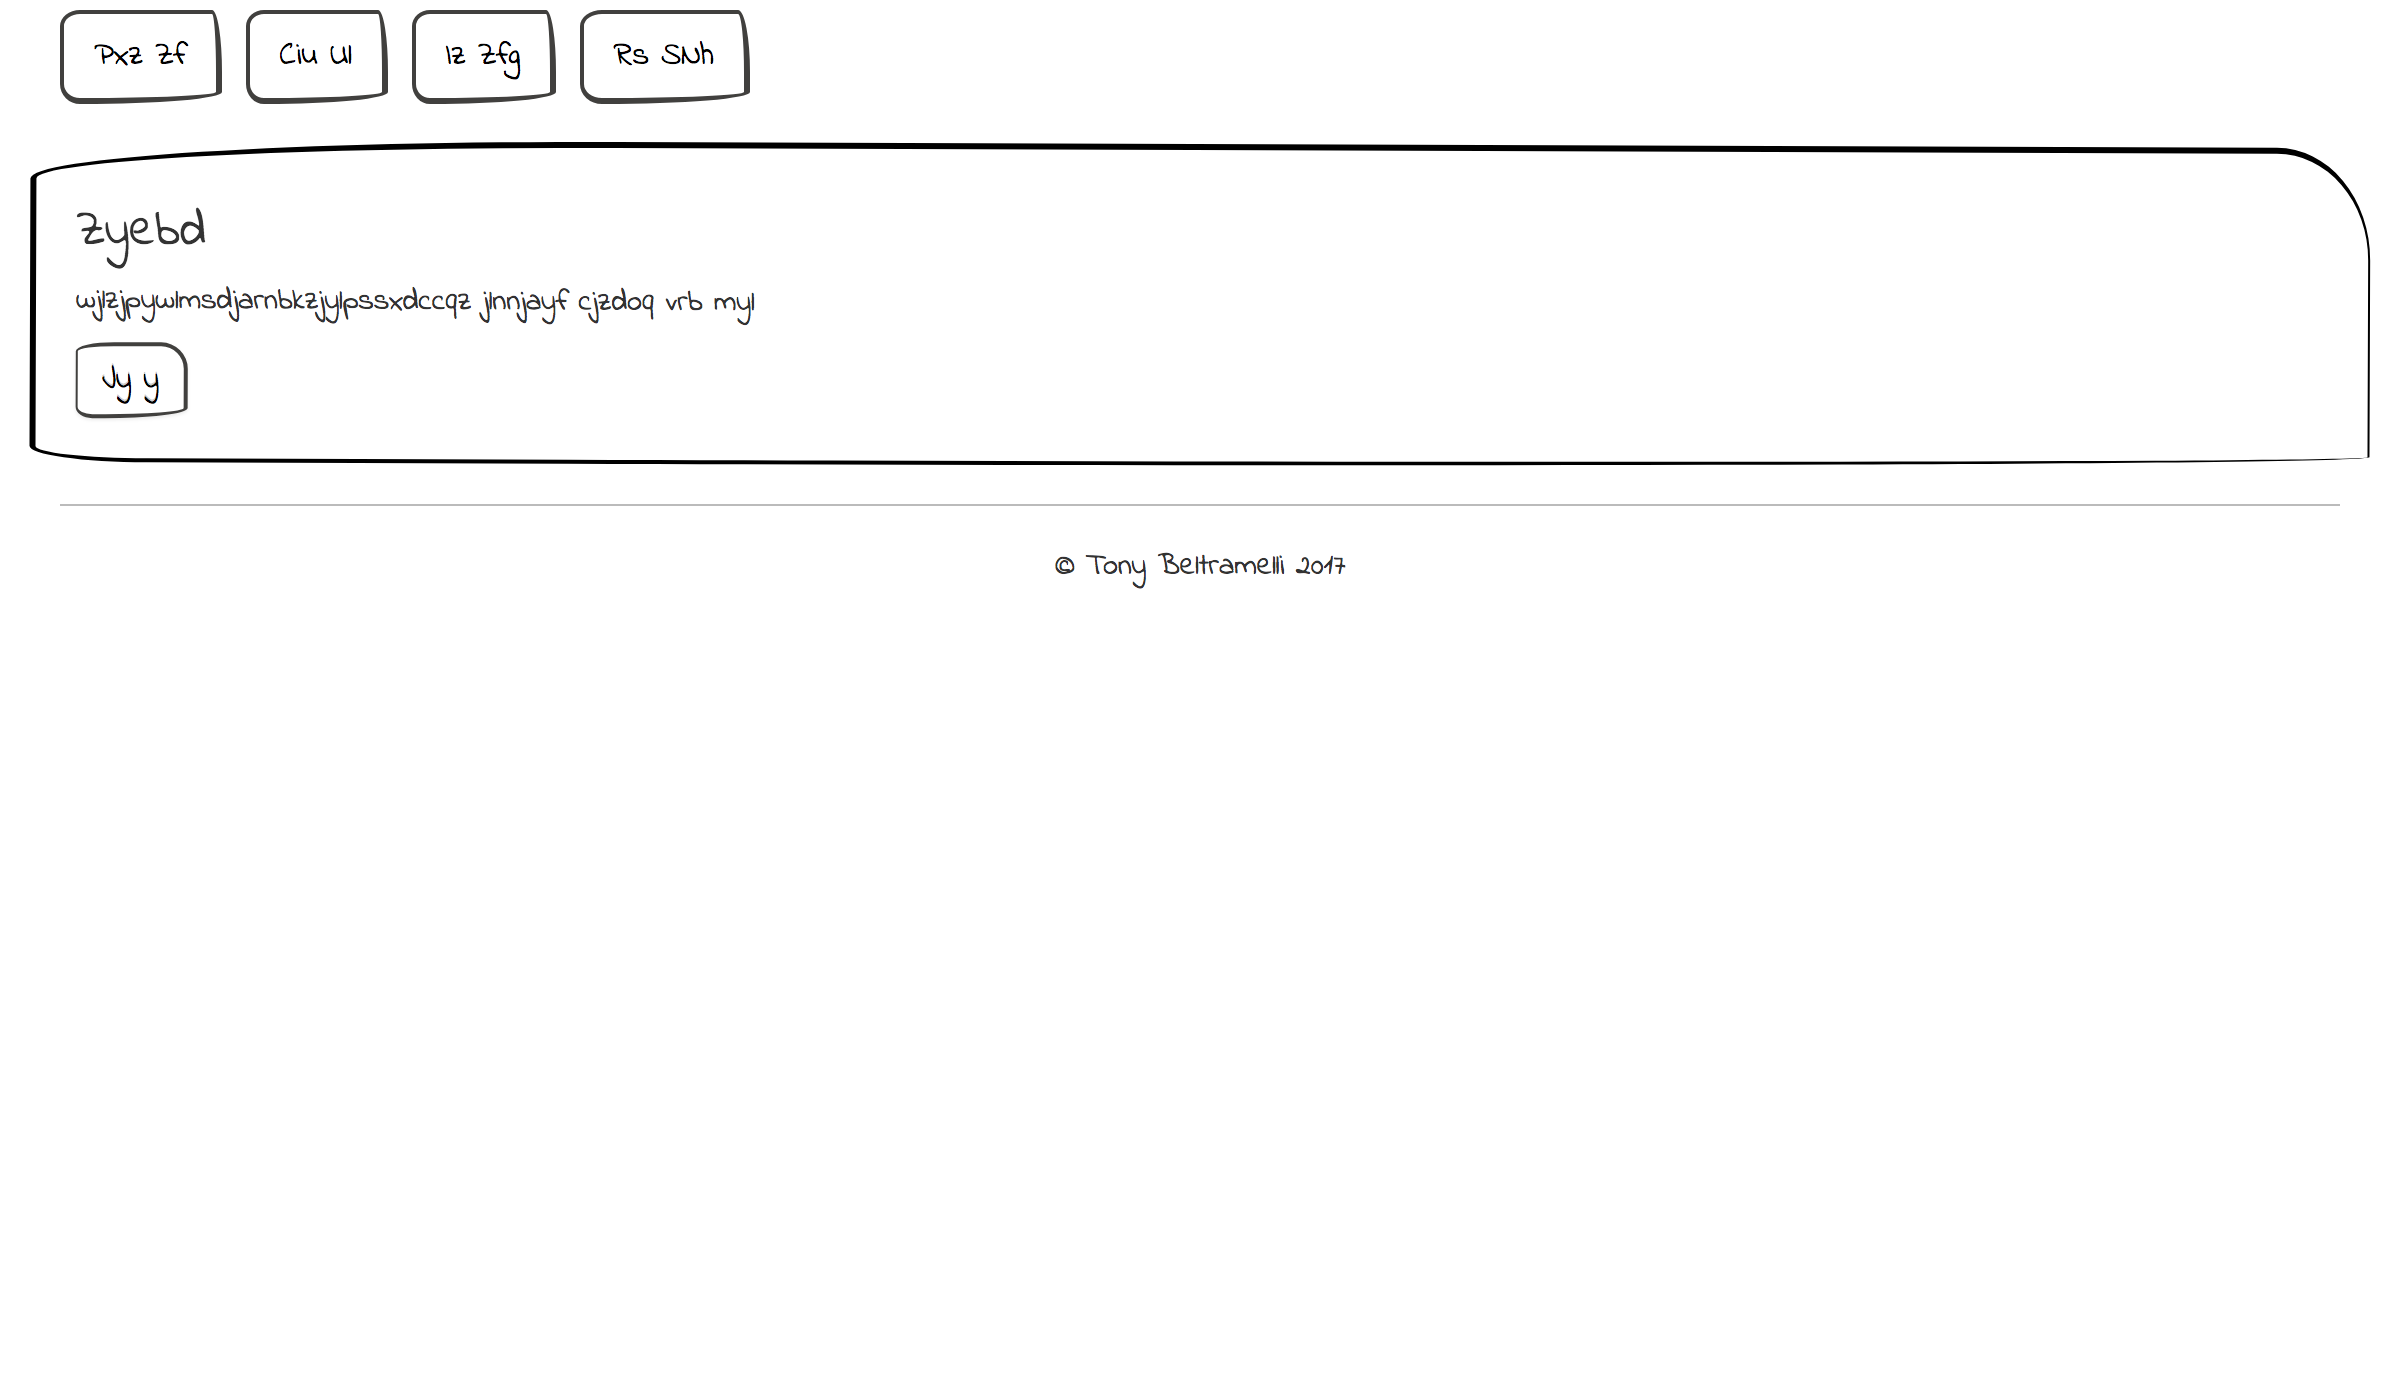 Pxz Zf Ciu Ul Iz Zfg Rs SNh
Zyebd
wjlzjpywlmsdjarnbkzjylpssxdccqz jlnnjayf cjzdoq vrb myl
Jy y
© Tony Beltramelli 2017